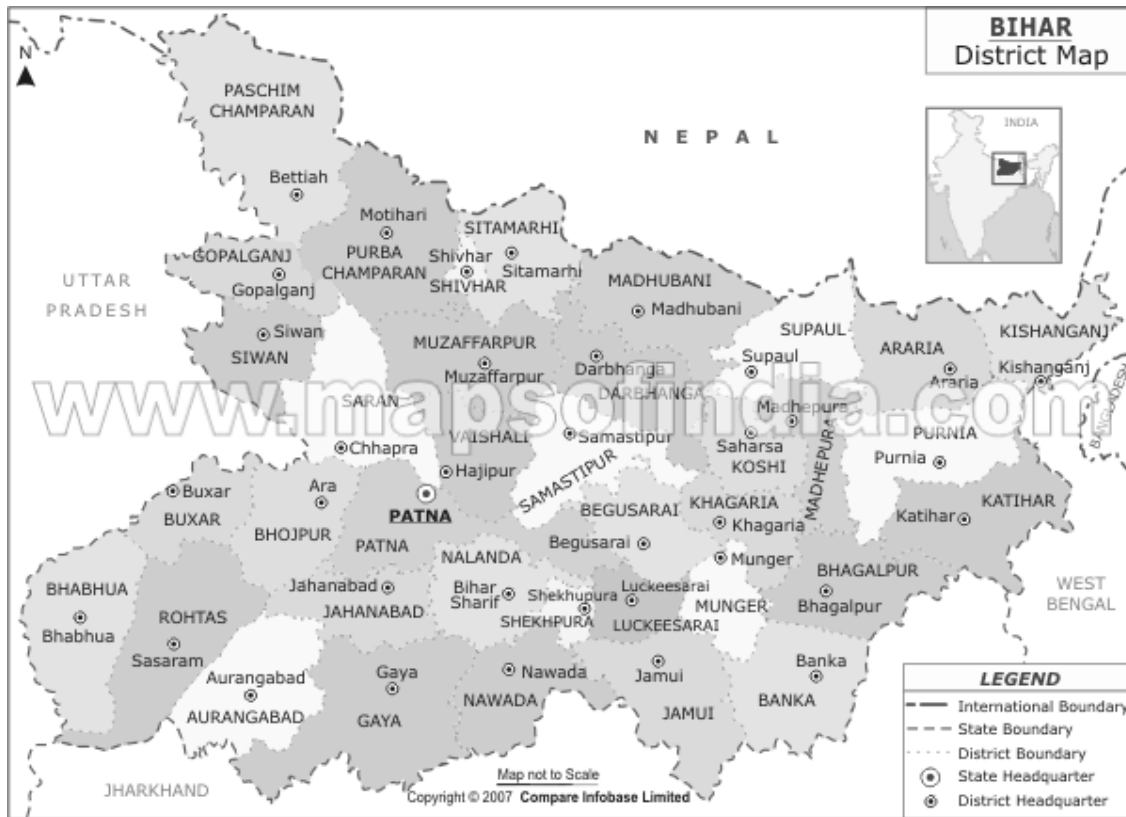 BIHAR
District Map
N
PASCHIM
CHAMPARAN
NEPAL
INDIA
Bettiah
Motihari
SITAMARHI
GOPALGANJ
PURBA
CHAMPARAN
Shivhar
SHIVHAR
Sitamarhi
UTTAR
PRADESH
Gopalganj
MADHUBANI
Madhubani
Siwan
SIWAN
MUZAFFARPUR
Muzaffarpur
Darbhanga
DARBHANGA
SUPAUL
Supaul
ARARIA
Araria
KISHANGANJ
Kishanganj
BANGLADESH
www.mapsofindia.com
SARAN
Chhapra
VAISHALI
Hajipur
Samastipur
SAMASTIPUR
Madhepura
MADHEPURA
Saharsa
KOSHI
PURNIA
Purnia
Buxar
BUXAR
Ara
BHOJPUR
PATNA
PATNA
BEGUSARAI
Begusarai
KHAGARIA
Khagaria
Katihar
KATIHAR
NALANDA
Bihar
Sharif
Munger
MUNGER
BHAGALPUR
Bhagalpur
WEST
BENGAL
BHABHUA
Bhabhua
ROHTAS
Sasaram
Jahanabad
JAHANABAD
Shekhupura
SHEKHPURA
Luckeesarai
LUCKEESARAI
Aurangabad
AURANGABAD
Gaya
GAYA
Nawada
NAWADA
Jamui
JAMUI
Banka
BANKA
JHARKHAND
LEGEND
International Boundary
State Boundary
District Boundary
State Headquarter
District Headquarter
Map not to Scale
Copyright © 2007 Compare Infobase Limited